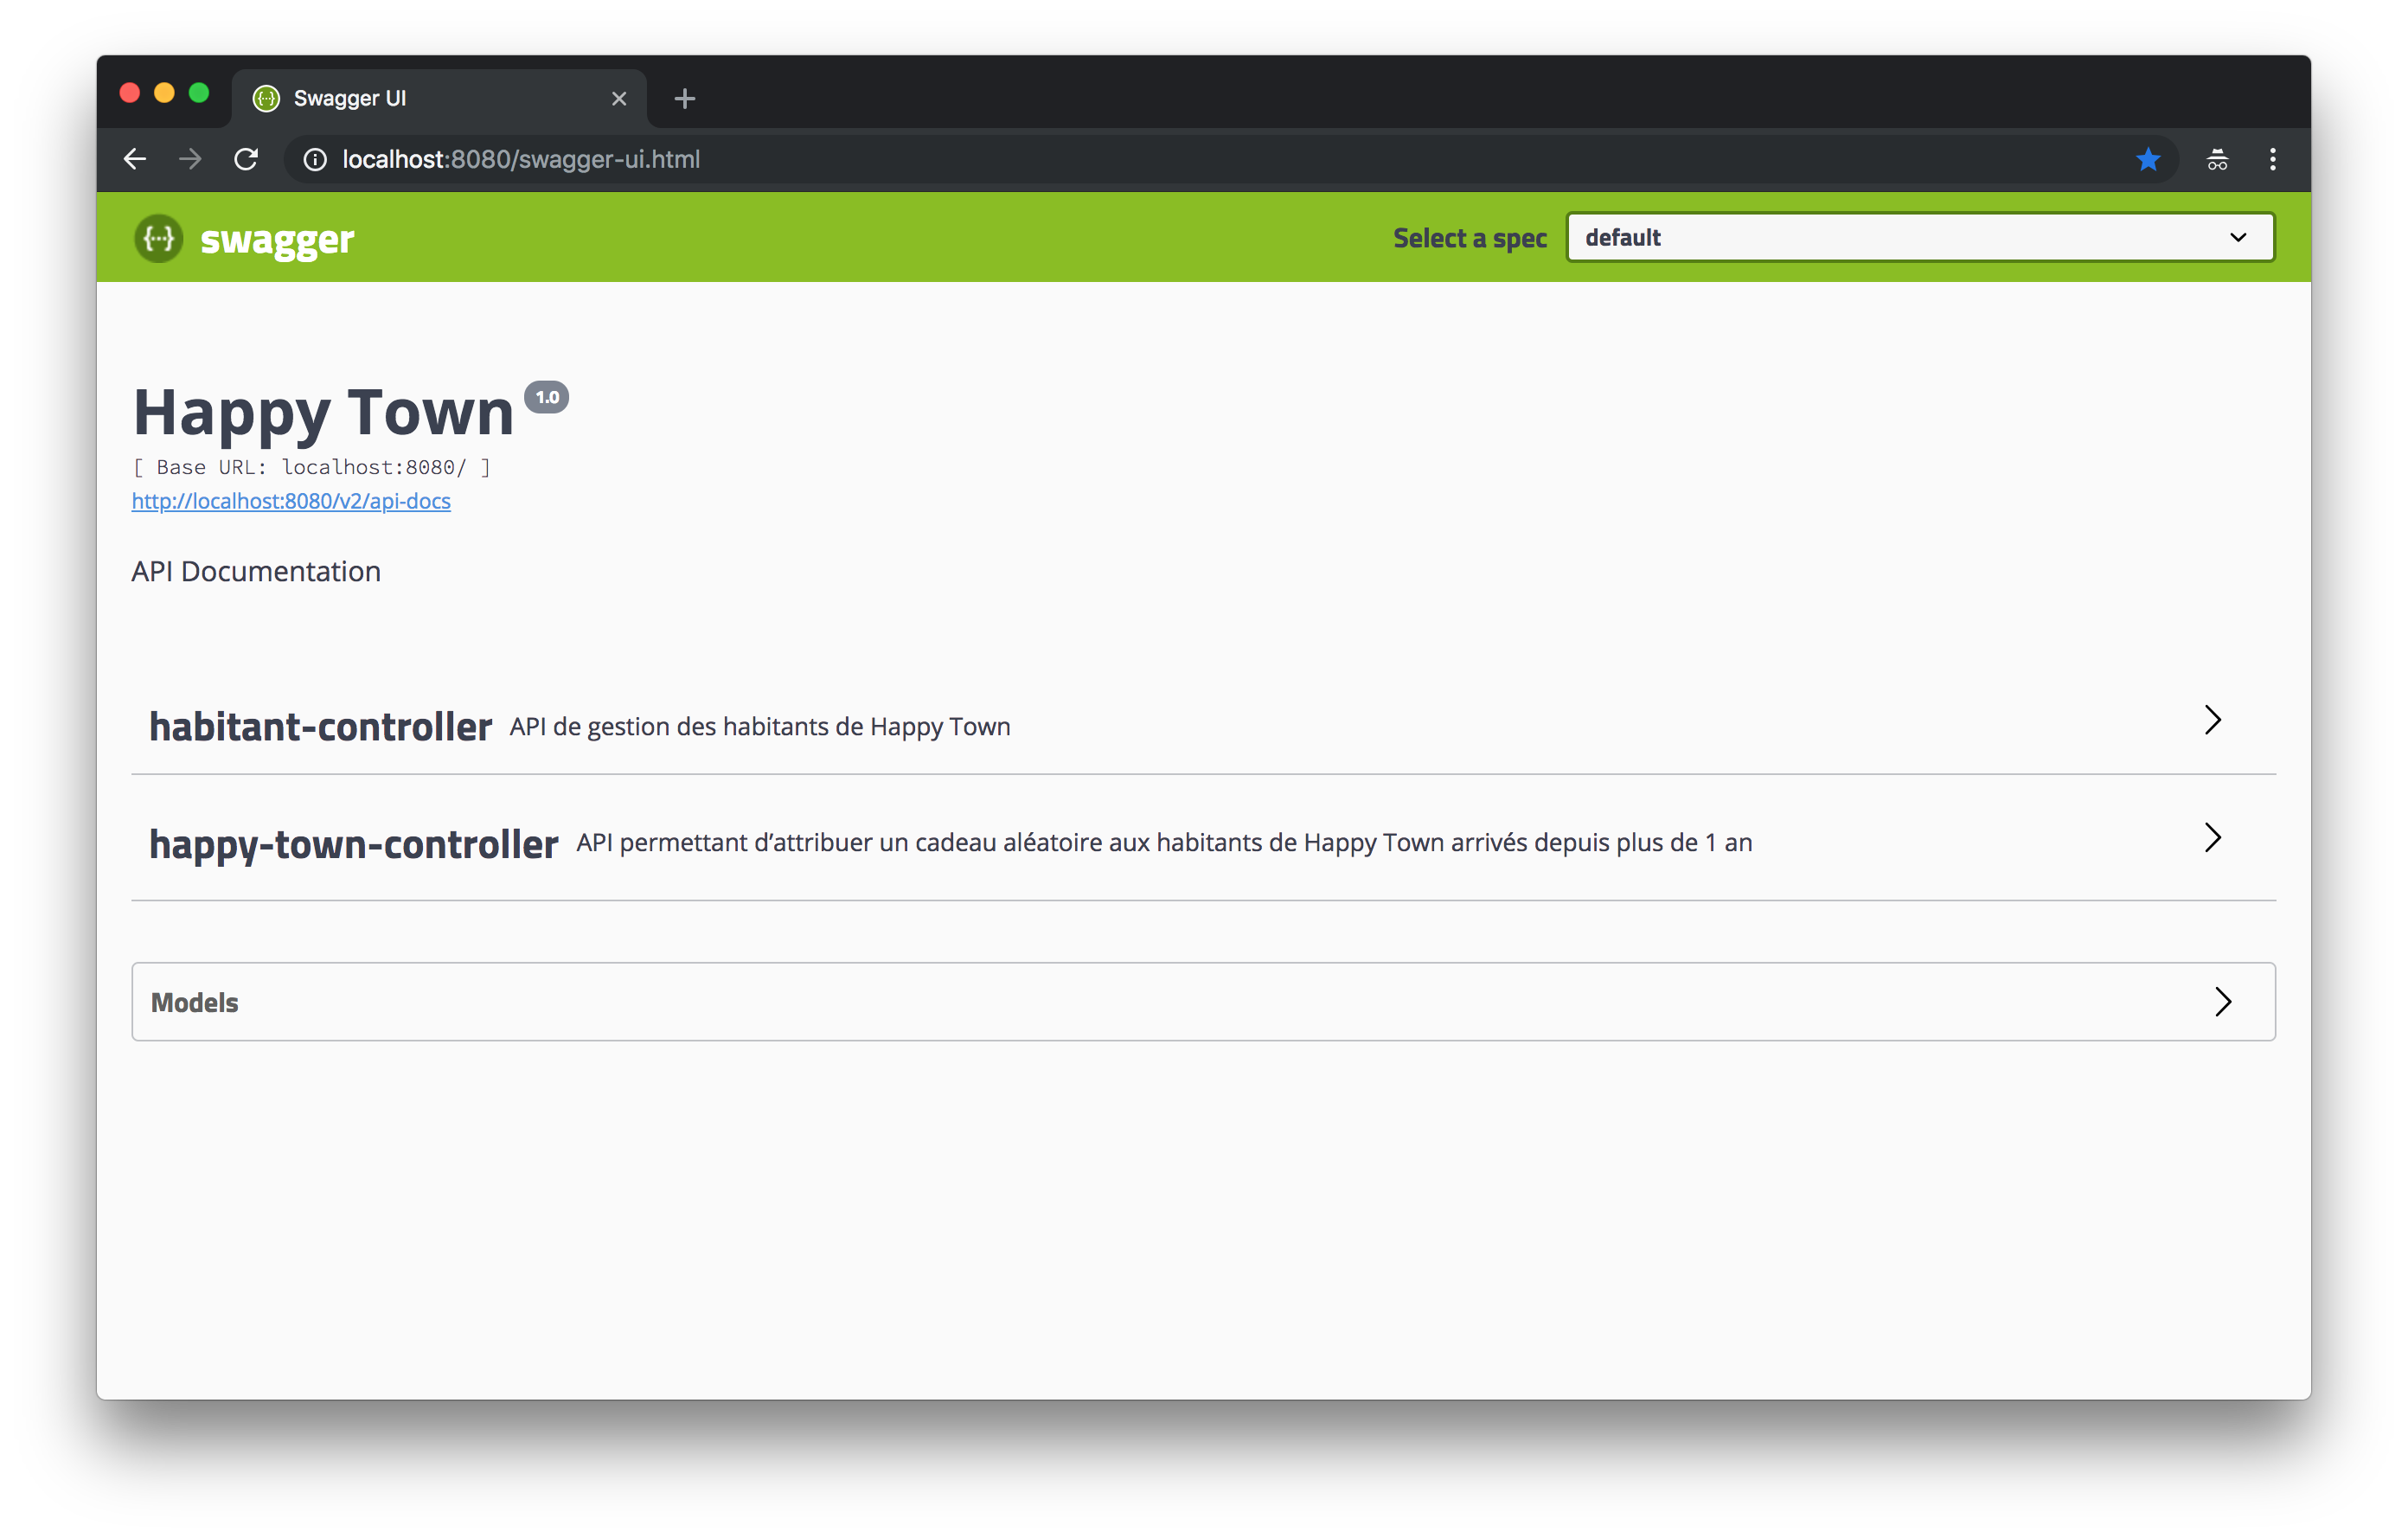 Swagger UI
localhost:8080/swagger-ui.html
swagger
Select a spec
default
Happy Town 1.0
[ Base URL: localhost:8080/ ]
http://localhost:8080/v2/api-docs
API Documentation
habitant-controller API de gestion des habitants de Happy Town
happy-town-controller API permettant d’attribuer un cadeau aléatoire aux habitants de Happy Town arrivés depuis plus de 1 an
Models